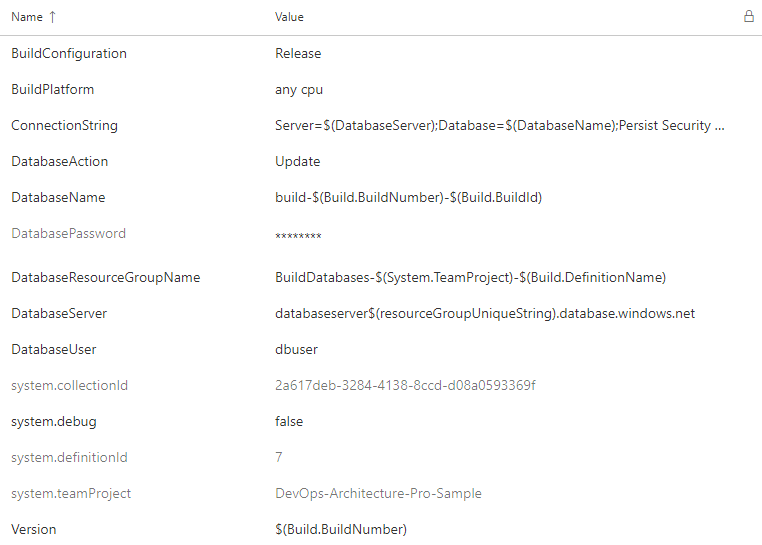 Name ↑ Value
BuildConfiguration Release
BuildPlatform any cpu
ConnectionString Server=$(DatabaseServer);Database=$(DatabaseName);Persist Security ...
DatabaseAction Update
DatabaseName build-$(Build.BuildNumber)-$(Build.BuildId)
DatabasePassword ********
DatabaseResourceGroupName BuildDatabases-$(System.TeamProject)-$(Build.DefinitionName)
DatabaseServer databaseserver$(resourceGroupUniqueString).database.windows.net
DatabaseUser dbuser
system.collectionId 2a617deb-3284-4138-8ccd-d08a0593369f
system.debug false
system.definitionId 7
system.teamProject DevOps-Architecture-Pro-Sample
Version $(Build.BuildNumber)